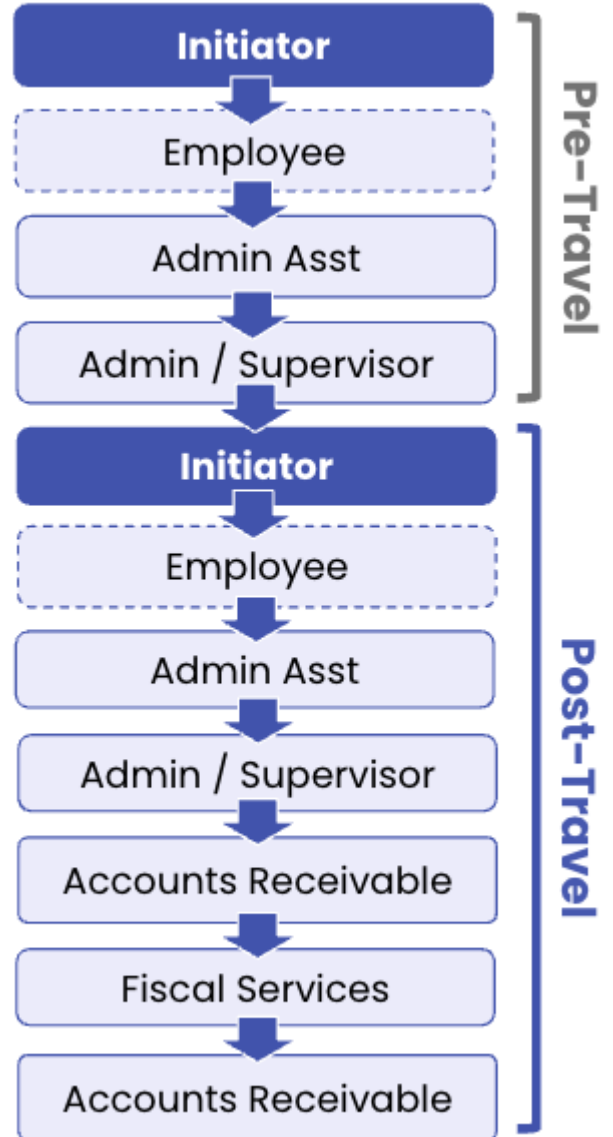 Initiator
Employee
Admin Asst
Admin / Supervisor
Pre-Travel
Initiator
Employee
Admin Asst
Admin / Supervisor
Accounts Receivable
Fiscal Services
Accounts Receivable
Post-Travel